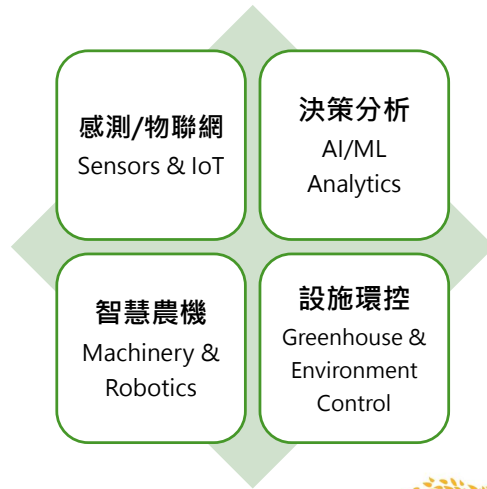 感測/物聯網
Sensors & IoT
決策分析
AI/ML
Analytics
智慧農機
Machinery &
Robotics
設施環控
Greenhouse &
Environment
Control